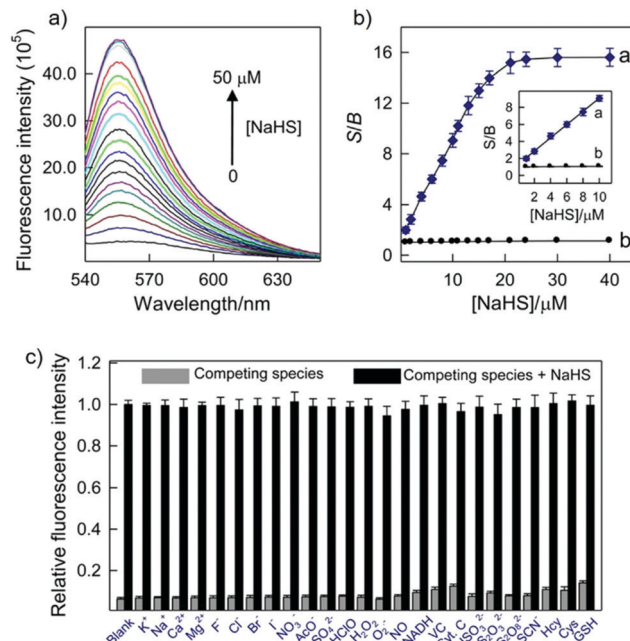 a)
Fluorescence intensity (10⁵)
40.0
30.0
20.0
10.0
50 μM
[NaHS]
0
540
570
600
630
Wavelength/nm
b)
S/B
16
12
8
4
0
a
b
0
10
20
30
40
[NaHS]/μM
S/B
8
6
4
2
0
a
b
2
4
6
8
10
[NaHS]/μM
c)
Relative fluorescence intensity
1.2
1.0
0.8
0.6
0.4
0.2
Competing species
Competing species + NaHS
Blank
K⁺
Na⁺
Ca²⁺
Mg²⁺
F⁻
Cl⁻
Br⁻
I⁻
NO₃⁻
AcO⁻
HClO
H₂O₂
NO
NADH
VC
SCN⁻
Hcy
Cys
GSH